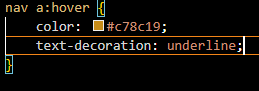 nav a:hover {
color: #c78c19;
text-decoration: underline;
}